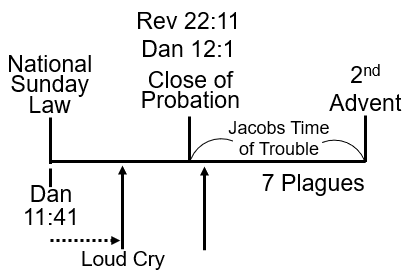 Rev 22:11
Dan 12:1
National
Sunday
Law
Close of
Probation
2nd
Advent
Jacobs Time
of Trouble
Dan
11:41
7 Plagues
Loud Cry